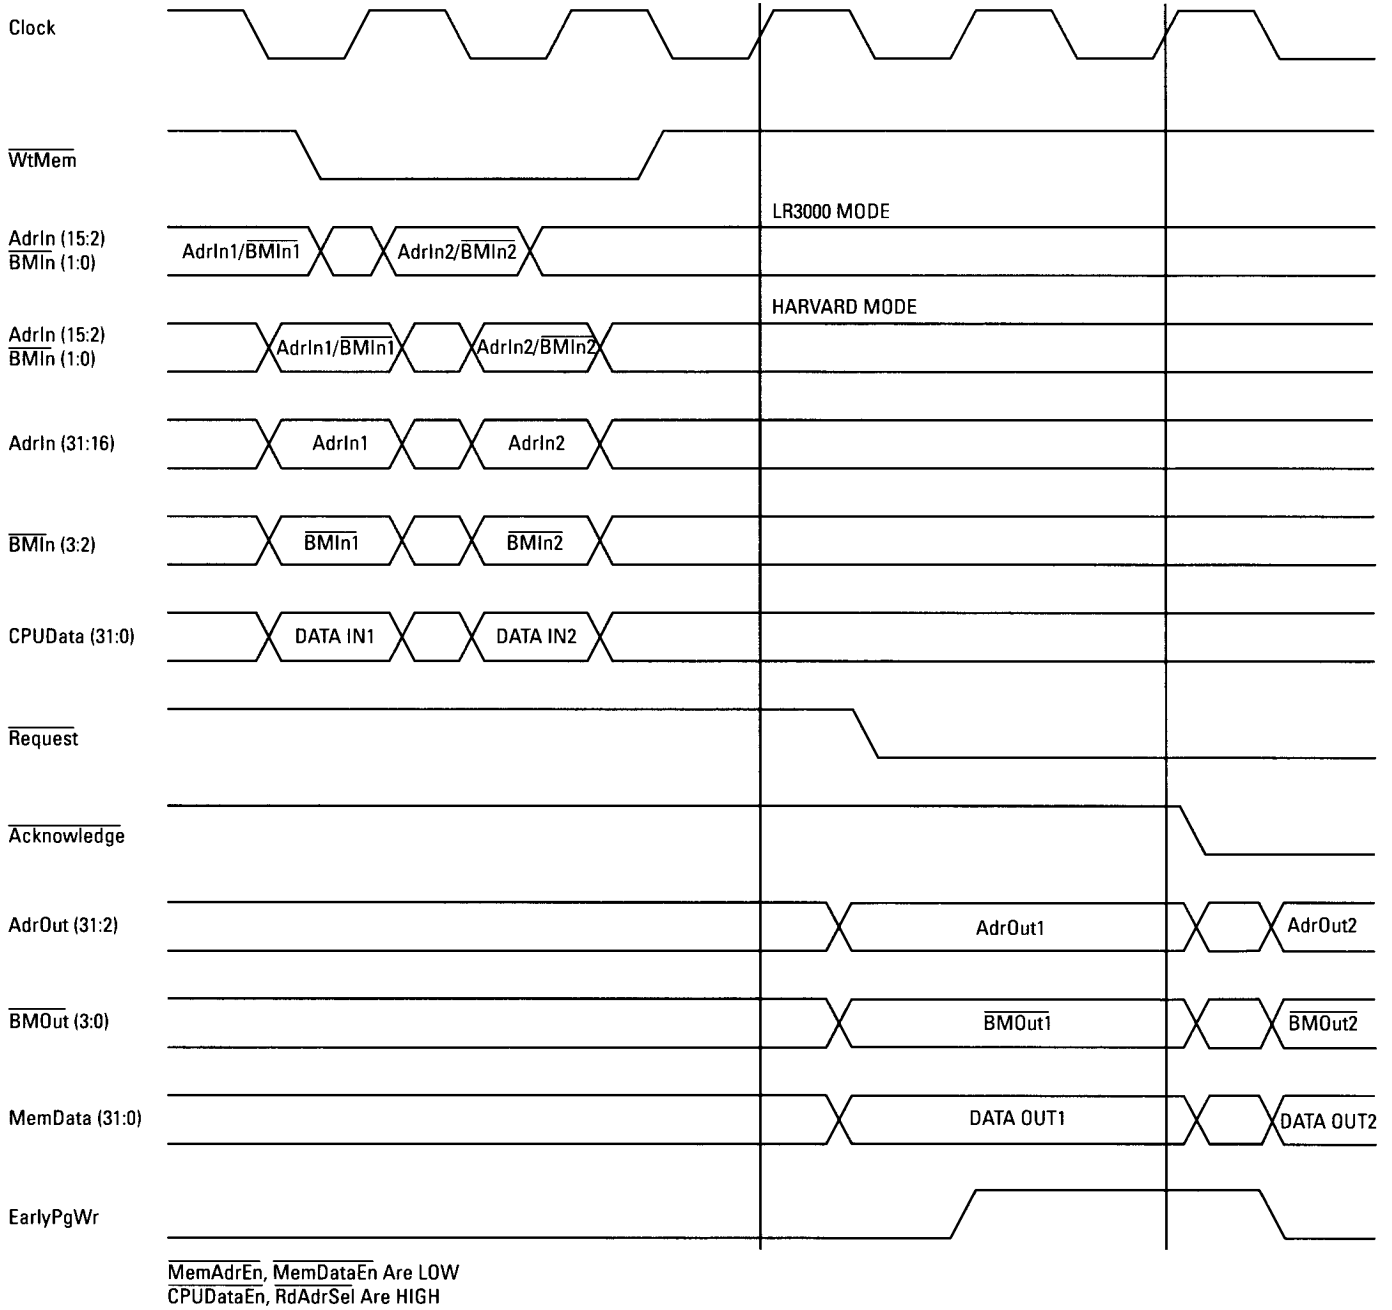 Clock
WtMem
LR3000 MODE
AdrIn (15:2)
BMIn (1:0)
AdrIn1/BMIn1
AdrIn2/BMIn2
HARVARD MODE
AdrIn (15:2)
BMIn (1:0)
AdrIn1/BMIn1
AdrIn2/BMIn2
AdrIn (31:16)
AdrIn1
AdrIn2
BMIn (3:2)
BMIn1
BMIn2
CPUData (31:0)
DATA IN1
DATA IN2
Request
Acknowledge
AdrOut (31:2)
AdrOut1
AdrOut2
BMOut (3:0)
BMOut1
BMOut2
MemData (31:0)
DATA OUT1
DATA OUT2
EarlyPgWr
MemAdrEn, MemDataEn Are LOW
CPUDataEn, RdAdrSel Are HIGH